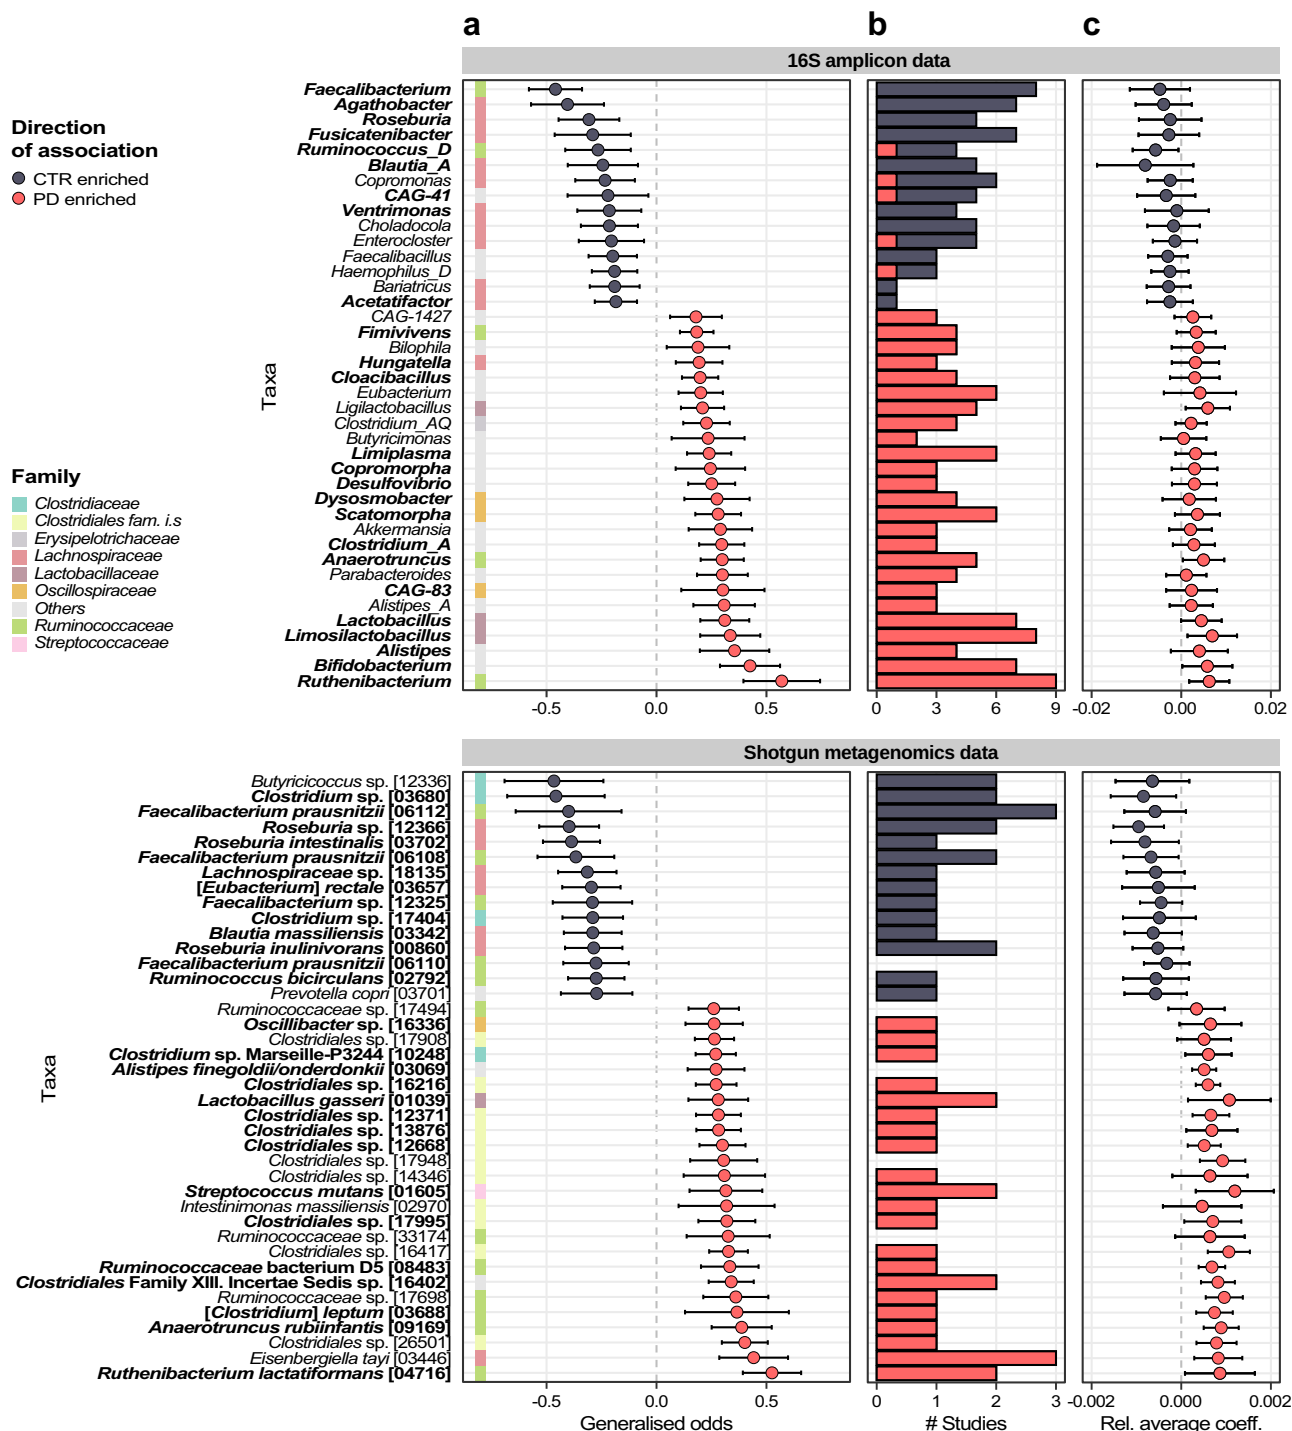 a
b
c
16S amplicon data
Direction
of association
CTR enriched
PD enriched
Taxa
Faecalibacterium
Agathobacter
Roseburia
Fusicatenibacter
Ruminococcus_D
Blautia_A
Copromonas
CAG-41
Ventrimonas
Choladocola
Enterocloster
Faecalibacillus
Haemophilus_D
Bariatricus
Acetatifactor
CAG-1427
Fimivivens
Bilophila
Hungatella
Cloacibacillus
Eubacterium
Ligilactobacillus
Clostridium_AQ
Butyricimonas
Limiplasma
Copromorpha
Desulfovibrio
Dysosmobacter
Scatomorpha
Akkermansia
Clostridium_A
Anaerotruncus
Parabacteroides
CAG-83
Alistipes_A
Lactobacillus
Limosilactobacillus
Alistipes
Bifidobacterium
Ruthenibacterium
Family
Clostridiaceae
Clostridiales fam. i.s
Erysipelotrichaceae
Lachnospiraceae
Lactobacillaceae
Oscillospiraceae
Others
Ruminococcaceae
Streptococcaceae
-0.5 0.0 0.5
0 3 6 9
-0.02 0.00 0.02
Shotgun metagenomics data
Taxa
Butyricicoccus sp. [12336]
Clostridium sp. [03680]
Faecalibacterium prausnitzii [06112]
Roseburia sp. [12366]
Roseburia intestinalis [03702]
Faecalibacterium prausnitzii [06108]
Lachnospiraceae sp. [18135]
[Eubacterium] rectale [03657]
Faecalibacterium sp. [12325]
Clostridium sp. [17404]
Blautia massiliensis [03342]
Roseburia inulinivorans [00860]
Faecalibacterium prausnitzii [06110]
Ruminococcus bicirculans [02792]
Prevotella copri [03701]
Ruminococcaceae sp. [17494]
Oscillibacter sp. [16336]
Clostridiales sp. [17908]
Clostridium sp. Marseille-P3244 [10248]
Alistipes finegoldii/onderdonkii [03069]
Clostridiales sp. [16216]
Lactobacillus gasseri [01039]
Clostridiales sp. [12371]
Clostridiales sp. [13876]
Clostridiales sp. [12668]
Clostridiales sp. [17948]
Clostridiales sp. [14346]
Streptococcus mutans [01605]
Intestinimonas massiliensis [02970]
Clostridiales sp. [17995]
Ruminococcaceae sp. [33174]
Clostridiales sp. [16417]
Ruminococcaceae bacterium D5 [08483]
Clostridiales Family XIII. Incertae Sedis sp. [16402]
Ruminococcaceae sp. [17698]
[Clostridium] leptum [03688]
Anaerotruncus rubiinfantis [09169]
Clostridiales sp. [26501]
Eisenbergiella tayi [03446]
Ruthenibacterium lactatiformans [04716]
-0.5 0.0 0.5
Generalised odds
0 1 2 3
# Studies
-0.002 0.000 0.002
Rel. average coeff.